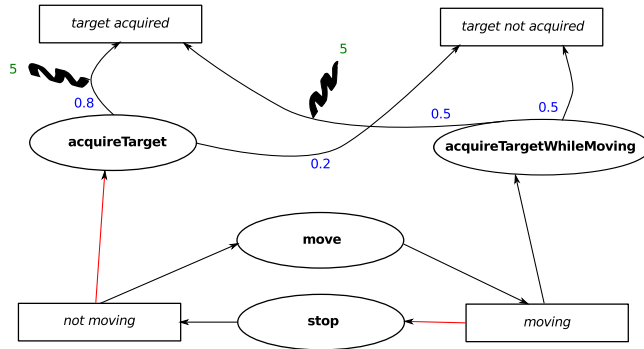 target acquired
target not acquired
5
5
0.8
0.5
0.5
acquireTarget
acquireTargetWhileMoving
0.2
move
not moving
stop
moving